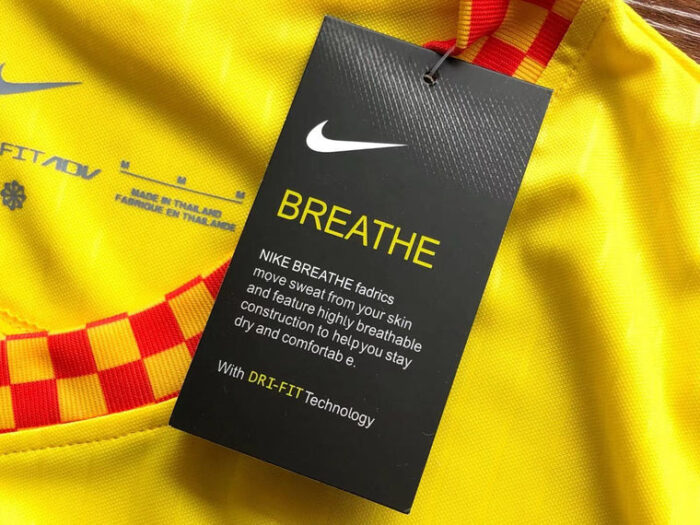 FIT ADV
M M M
MADE IN THAILAND
FABRIQUE EN THAILANDE
BREATHE
NIKE BREATHE fadrics
move sweat from your skin
and feature highly breathable
construction to help you stay
dry and comfortab e.
With DRI-FIT Technology